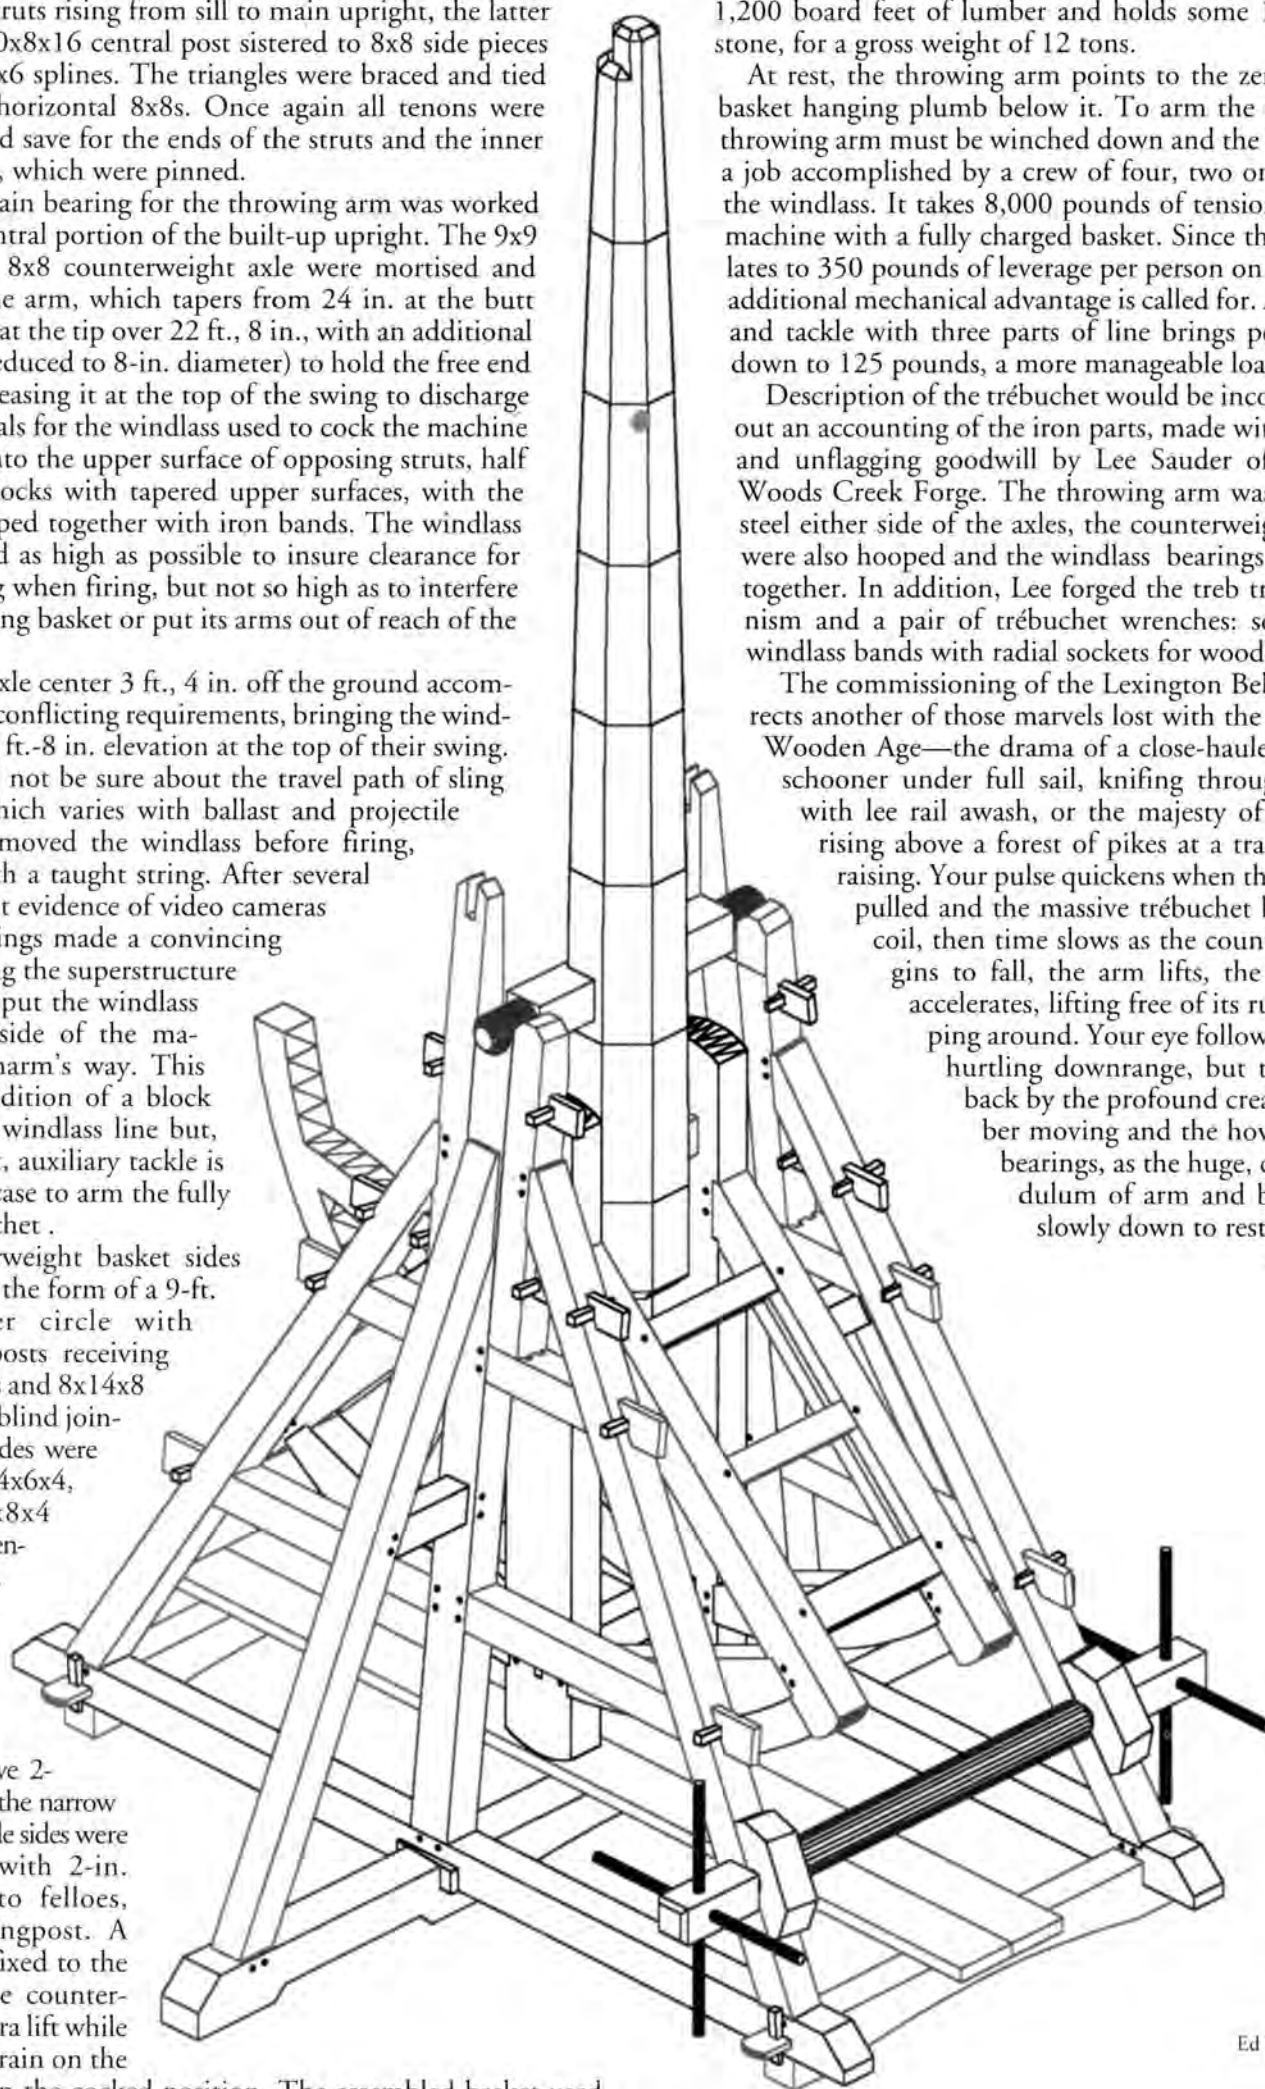 ruts rising from sill to main upright, the latter
0x8x16 central post sistered to 8x8 side pieces
x6 splines. The triangles were braced and tied
horizontal 8x8s. Once again all tenons were
d save for the ends of the struts and the inner
, which were pinned.
ain bearing for the throwing arm was worked
ntral portion of the built-up upright. The 9x9
8x8 counterweight axle were mortised and
e arm, which tapers from 24 in. at the butt
at the tip over 22 ft., 8 in., with an additional
educed to 8-in. diameter) to hold the free end
easing it at the top of the swing to discharge
als for the windlass used to cock the machine
nto the upper surface of opposing struts, half
ocks with tapered upper surfaces, with the
ped together with iron bands. The windlass
d as high as possible to insure clearance for
g when firing, but not so high as to interfere
ng basket or put its arms out of reach of the
xle center 3 ft., 4 in. off the ground accom-
conflicting requirements, bringing the wind-
ft.-8 in. elevation at the top of their swing.
not be sure about the travel path of sling
hich varies with ballast and projectile
moved the windlass before firing,
h a taught string. After several
t evidence of video cameras
ings made a convincing
g the superstructure
put the windlass
side of the ma-
harm's way. This
dition of a block
windlass line but,
, auxiliary tackle is
ase to arm the fully
chet .
rweight basket sides
the form of a 9-ft.
er circle with
posts receiving
and 8x14x8
blind join-
des were
4x6x4,
x8x4
en-
ve 2-
the narrow
le sides were
with 2-in.
to felloes,
ngpost. A
ixed to the
e counter-
ra lift while
rain on the
the cocked position. The assembled basket used
1,200 board feet of lumber and holds some
stone, for a gross weight of 12 tons.
At rest, the throwing arm points to the ze
basket hanging plumb below it. To arm the
throwing arm must be winched down and the
a job accomplished by a crew of four, two or
the windlass. It takes 8,000 pounds of tensio
machine with a fully charged basket. Since th
lates to 350 pounds of leverage per person on
additional mechanical advantage is called for.
and tackle with three parts of line brings p
down to 125 pounds, a more manageable loa
Description of the trébuchet would be inco
out an accounting of the iron parts, made wi
and unflagging goodwill by Lee Sauder of
Woods Creek Forge. The throwing arm wa
steel either side of the axles, the counterweig
were also hooped and the windlass bearings
together. In addition, Lee forged the treb tr
nism and a pair of trébuchet wrenches: s
windlass bands with radial sockets for wood
The commissioning of the Lexington Bel
rects another of those marvels lost with the
Wooden Age—the drama of a close-haule
schooner under full sail, knifing throug
with lee rail awash, or the majesty of
rising above a forest of pikes at a tra
raising. Your pulse quickens when th
pulled and the massive trébuchet b
coil, then time slows as the coun
gins to fall, the arm lifts, the
accelerates, lifting free of its ru
ping around. Your eye follow
hurtling downrange, but t
back by the profound crea
ber moving and the hov
bearings, as the huge, c
dulum of arm and b
slowly down to rest
Ed